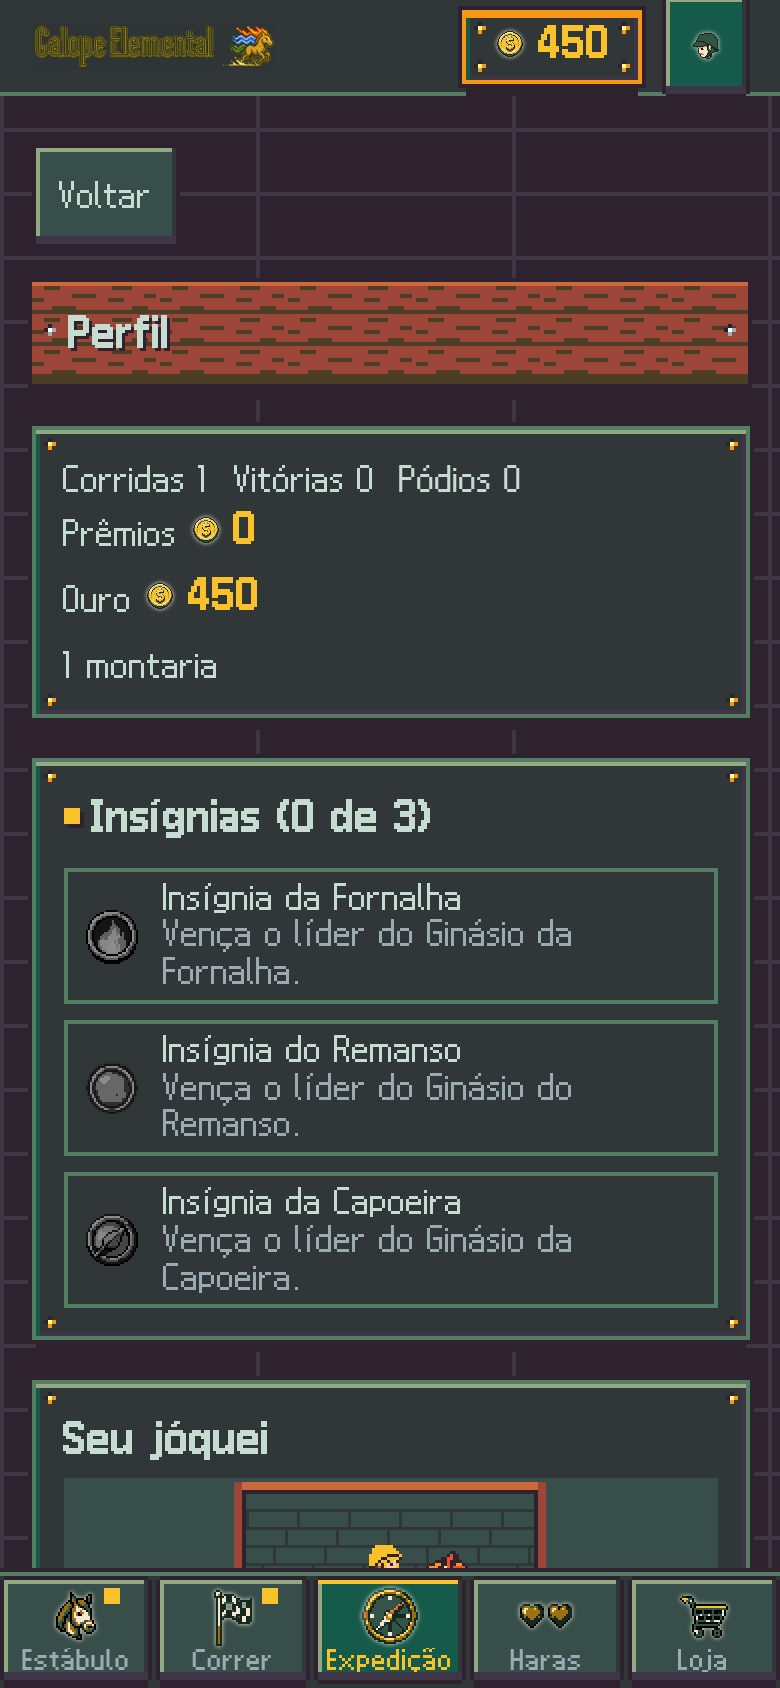 Galope Elemental
450
Voltar
Perfil
Corridas 1 Vitórias 0 Pódios 0
Prêmios 0
Ouro 450
1 montaria
Insígnias (0 de 3)
Insígnia da Fornalha
Vença o líder do Ginásio da
Fornalha.
Insígnia do Remanso
Vença o líder do Ginásio do
Remanso.
Insígnia da Capoeira
Vença o líder do Ginásio da
Capoeira.
Seu jóquei
Estábulo Correr Expedição Haras Loja